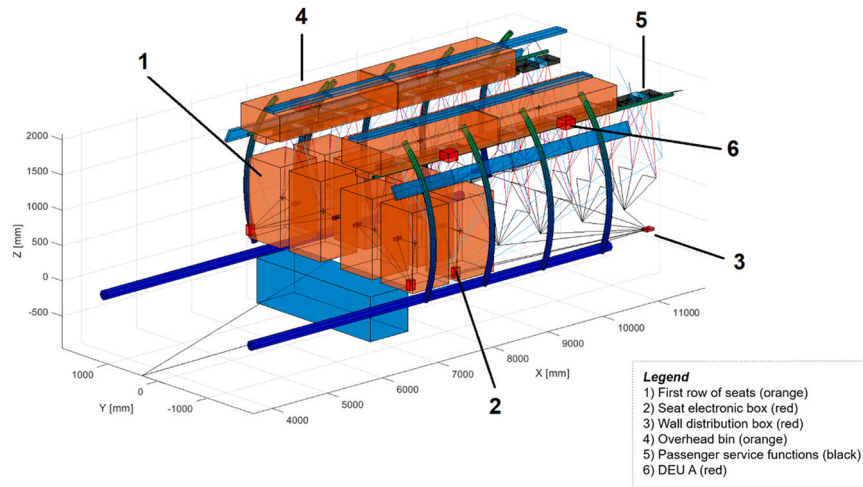 4
5
1
2000
1500
1000
500
0
-500
Z [mm]
6
3
11000
10000
9000
8000
7000
6000
5000
4000
X [mm]
1000
0
-1000
Y [mm]
2
Legend
1) First row of seats (orange)
2) Seat electronic box (red)
3) Wall distribution box (red)
4) Overhead bin (orange)
5) Passenger service functions (black)
6) DEU A (red)